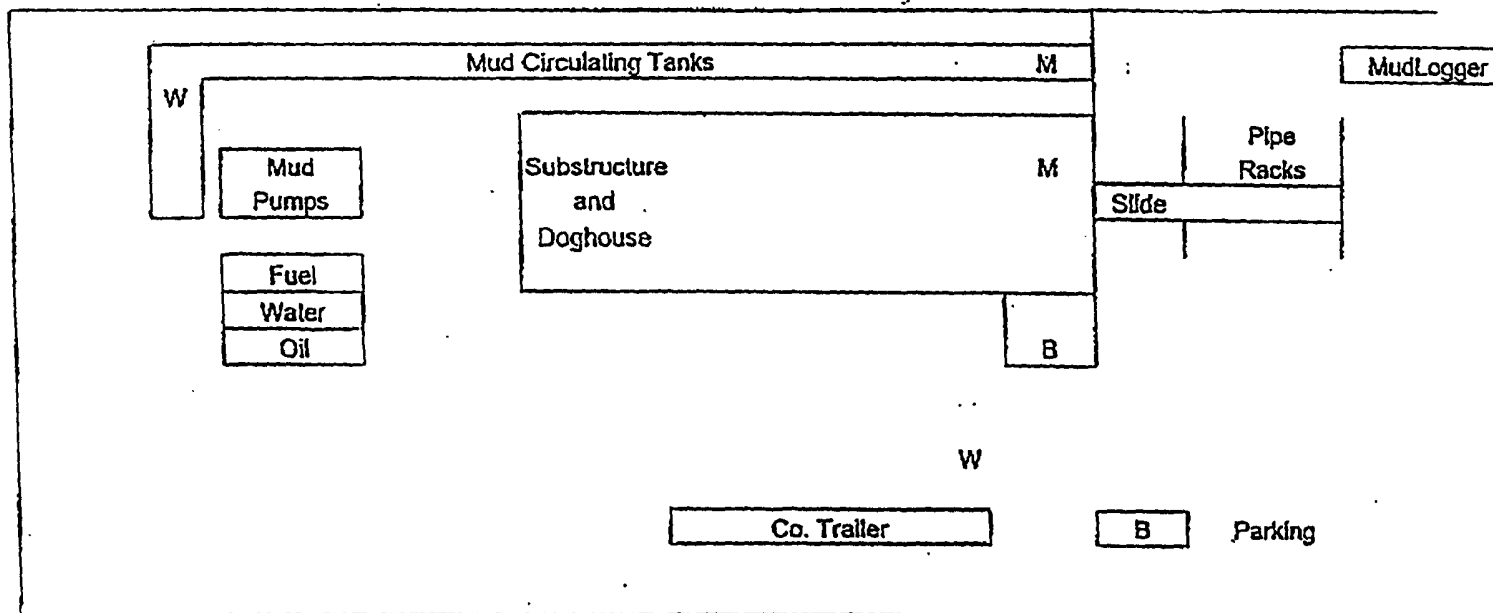 Mud Circulating Tanks
M
MudLogger
W
Pipe
Racks
Mud
Pumps
Substructure
and
Doghouse
M
Slide
Fuel
Water
Oil
B
W
Co. Trailer
B
Parking